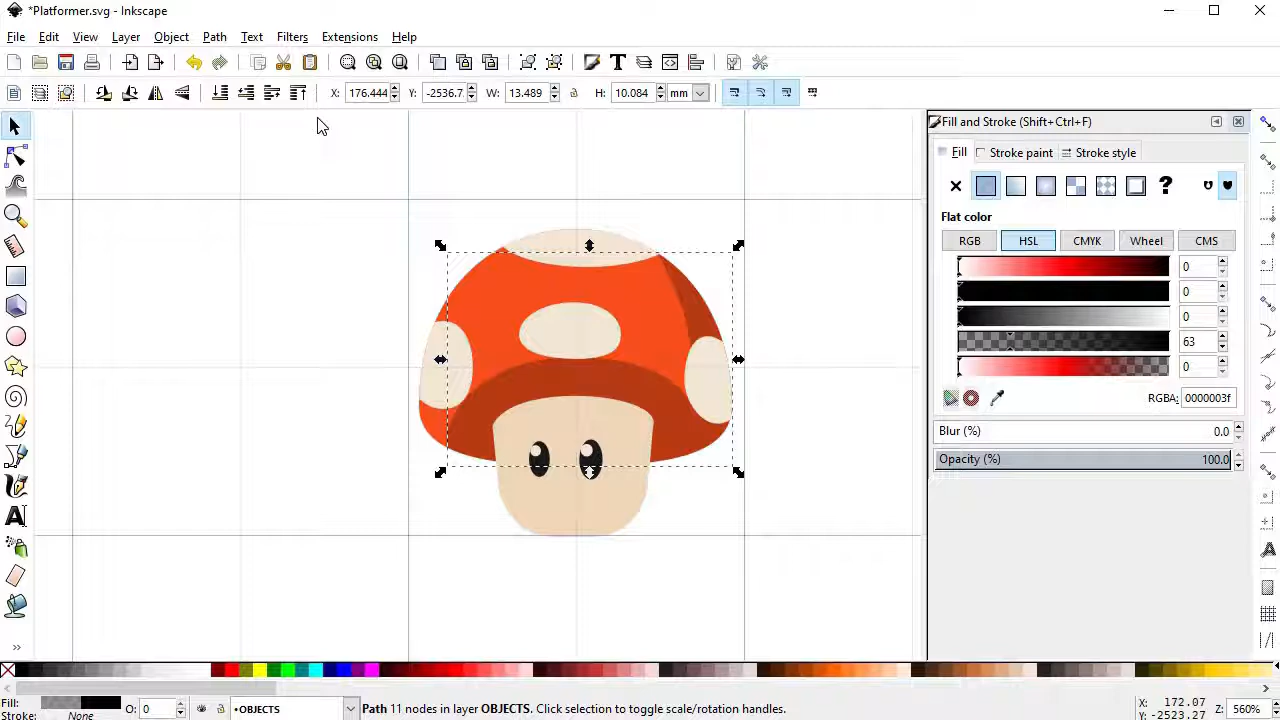 *Platformer.svg - Inkscape
File Edit View Layer Object Path Text Filters Extensions Help
X: 176.444 Y: -2536.7 W: 13.489 H: 10.084 mm
Fill and Stroke (Shift+Ctrl+F)
Fill Stroke paint Stroke style
?
Flat color
RGB HSL CMYK Wheel CMS
0
0
0
63
0
RGBA: 0000003f
Blur (%) 0.0
Opacity (%) 100.0
Fill:
Stroke: None
O: 0
•OBJECTS
Path 11 nodes in layer OBJECTS. Click selection to toggle scale/rotation handles.
X: 172.07
Y: -2523.27
Z: 560%